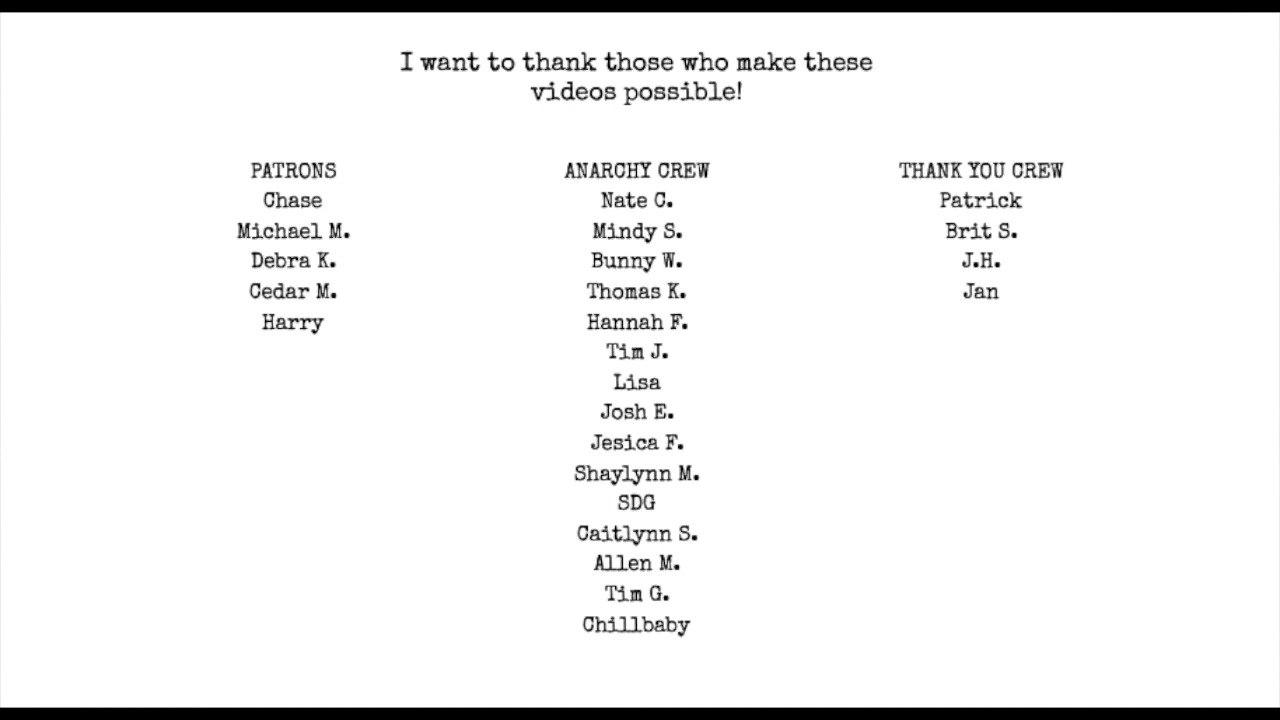 I want to thank those who make these
videos possible!
PATRONS
Chase
Michael M.
Debra K.
Cedar M.
Harry
ANARCHY CREW
Nate C.
Mindy S.
Bunny W.
Thomas K.
Hannah F.
Tim J.
Lisa
Josh E.
Jesica F.
Shaylynn M.
SDG
Caitlynn S.
Allen M.
Tim G.
Chillbaby
THANK YOU CREW
Patrick
Brit S.
J.H.
Jan